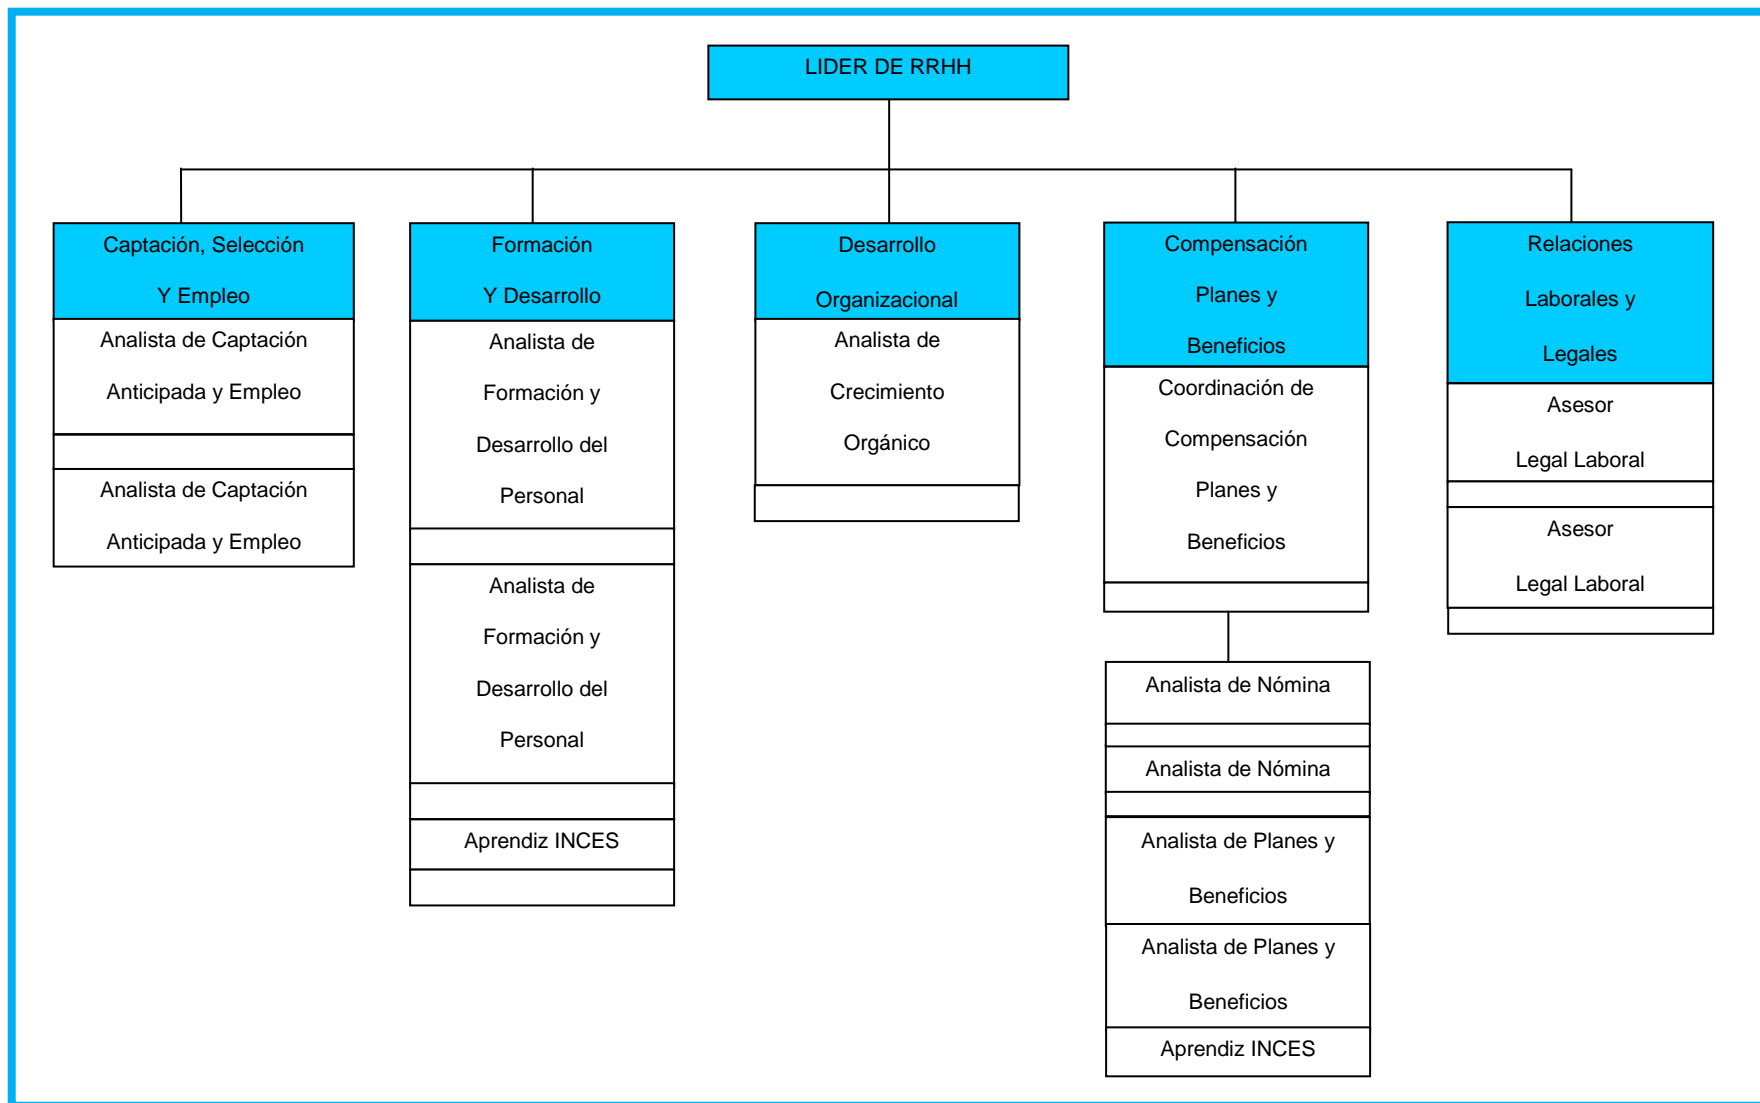 LIDER DE RRHH
Captación, Selección
Y Empleo
Analista de Captación
Anticipada y Empleo
Analista de Captación
Anticipada y Empleo
Formación
Y Desarrollo
Analista de
Formación y
Desarrollo del
Personal
Analista de
Formación y
Desarrollo del
Personal
Aprendiz INCES
Desarrollo
Organizacional
Analista de
Crecimiento
Orgánico
Compensación
Planes y
Beneficios
Coordinación de
Compensación
Planes y
Beneficios
Analista de Nómina
Analista de Nómina
Analista de Planes y
Beneficios
Analista de Planes y
Beneficios
Aprendiz INCES
Relaciones
Laborales y
Legales
Asesor
Legal Laboral
Asesor
Legal Laboral